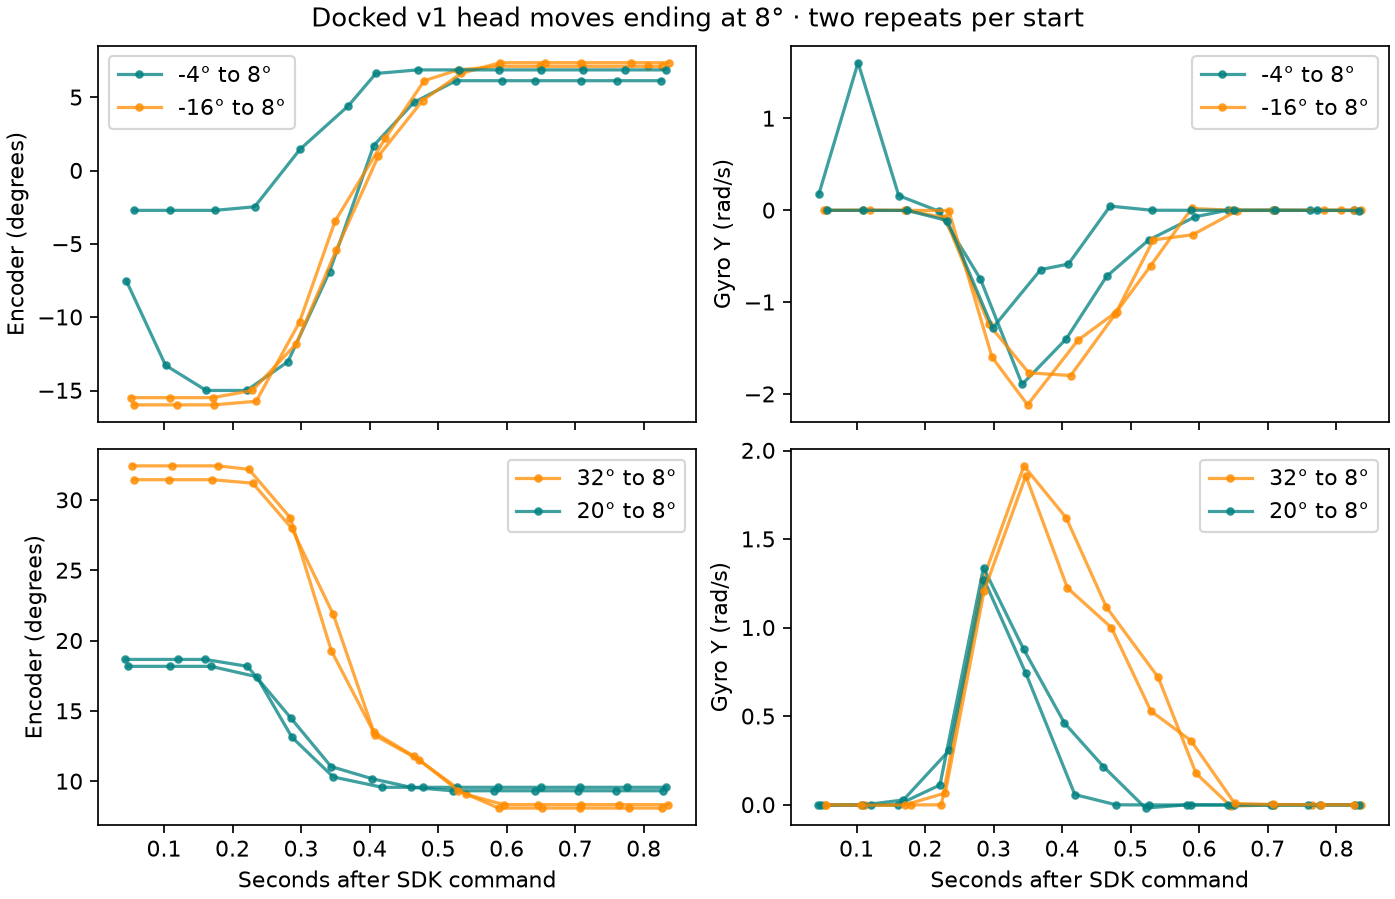 Docked v1 head moves ending at 8° · two repeats per start
Encoder (degrees)
5
0
−5
−10
−15
-4° to 8°
-16° to 8°
Gyro Y (rad/s)
1
0
−1
−2
-4° to 8°
-16° to 8°
Encoder (degrees)
30
25
20
15
10
32° to 8°
20° to 8°
0.1 0.2 0.3 0.4 0.5 0.6 0.7 0.8
Seconds after SDK command
Gyro Y (rad/s)
2.0
1.5
1.0
0.5
0.0
32° to 8°
20° to 8°
0.1 0.2 0.3 0.4 0.5 0.6 0.7 0.8
Seconds after SDK command